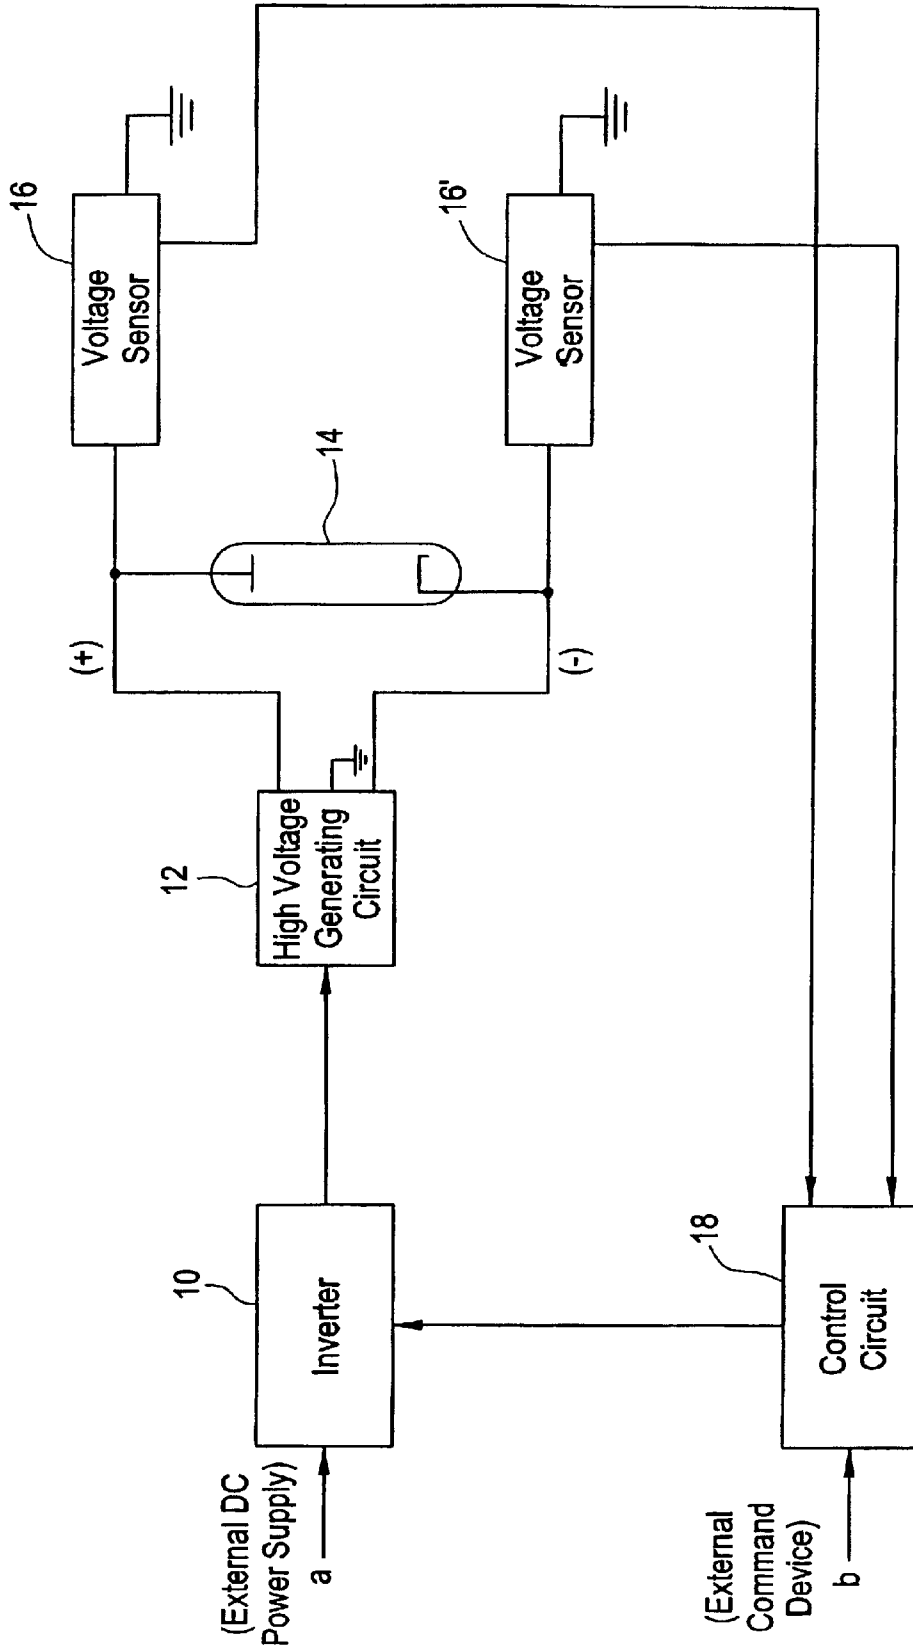 (External DC
Power Supply)
a
10
Inverter
12
High Voltage
Generating
Circuit
(+)
(-)
14
16
Voltage
Sensor
16'
Voltage
Sensor
18
Control
Circuit
(External
Command
Device)
b